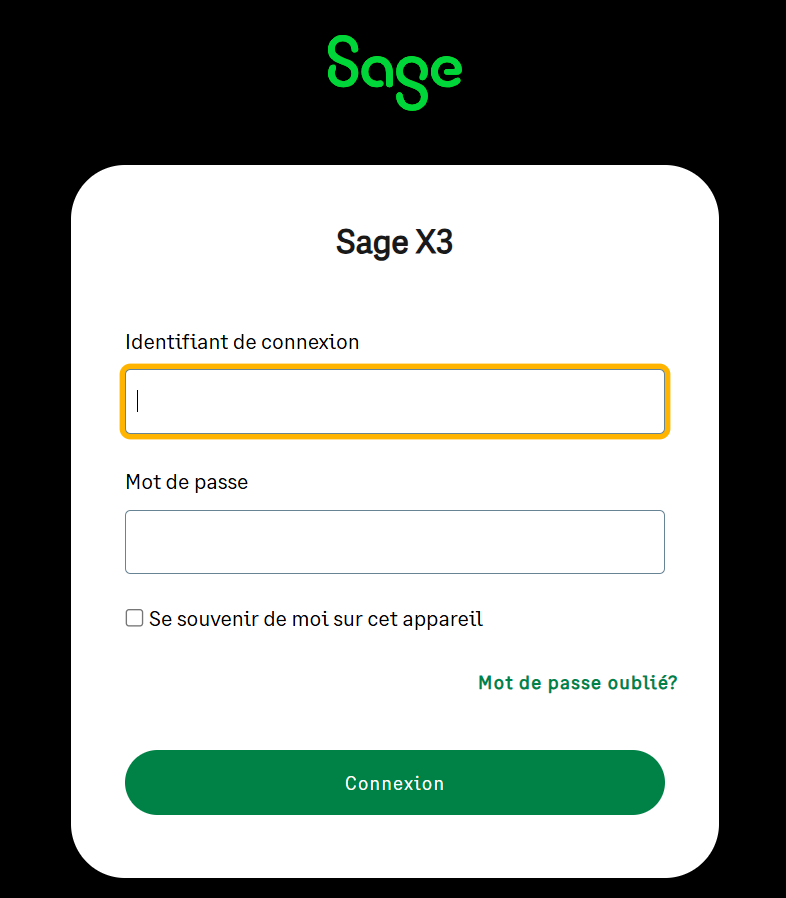 Sage
Sage X3
Identifiant de connexion
Mot de passe
Se souvenir de moi sur cet appareil
Mot de passe oublié?
Connexion